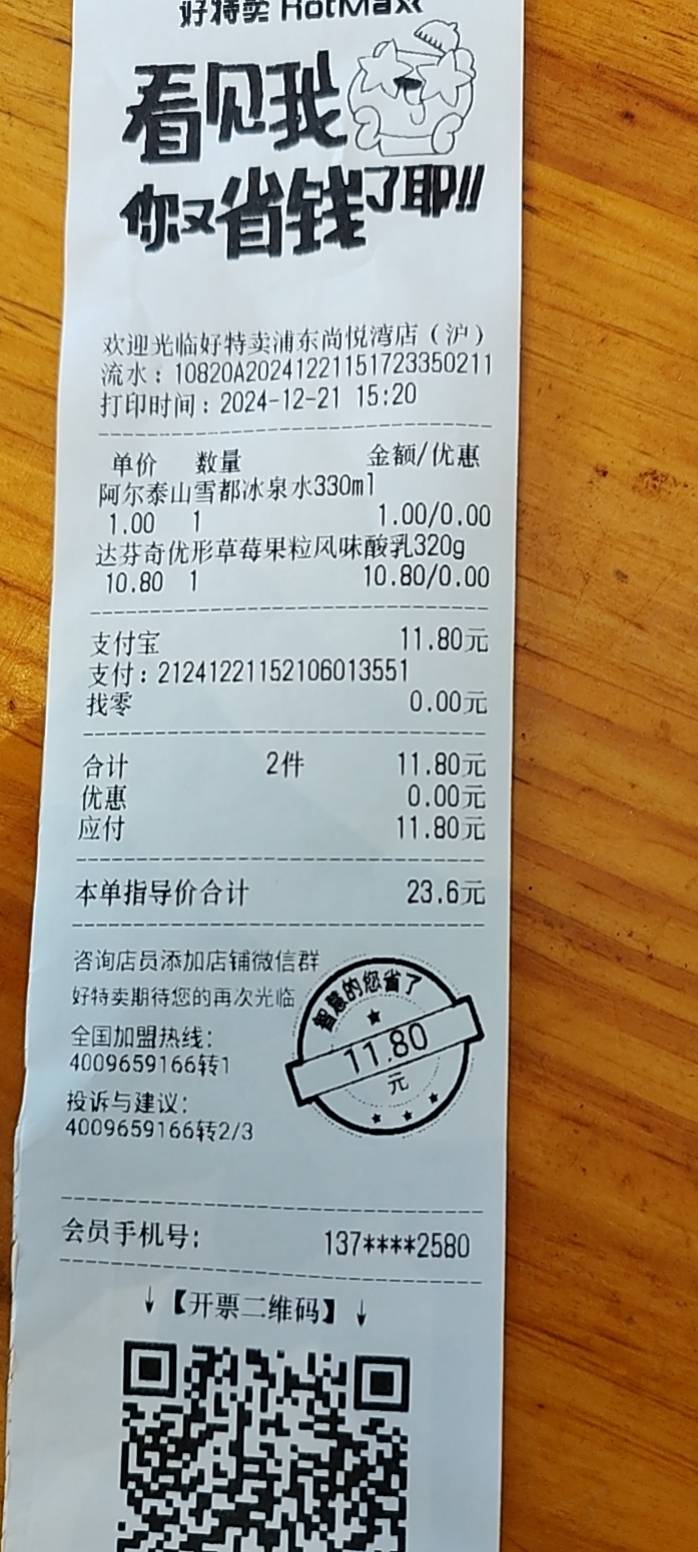 好特卖 HotMaxx
看见我
你又省钱了耶!!
欢迎光临好特卖浦东尚悦湾店（沪）
流水：10820A20241221151723350211
打印时间：2024-12-21 15:20
单价 数量 金额/优惠
阿尔泰山雪都冰泉水330ml
1.00 1 1.00/0.00
达芬奇优形草莓果粒风味酸乳320g
10.80 1 10.80/0.00
支付宝 11.80元
支付：212412211521060135​51
找零 0.00元
合计 2件 11.80元
优惠 0.00元
应付 11.80元
本单指导价合计 23.6元
咨询店员添加店铺微信群
好特卖期待您的再次光临
全国加盟热线：
4009659166转1
投诉与建议：
4009659166转2/3
智慧的您省了
11.80
元
会员手机号： 137****2580
↓【开票二维码】↓